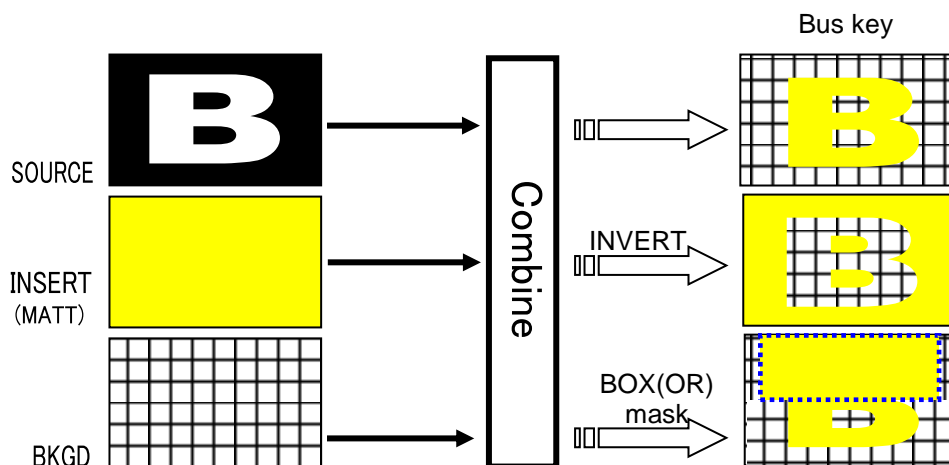 Bus key
B
SOURCE
INSERT
(MATT)
BKGD
Combine
INVERT
BOX(OR)
mask
B
B
B